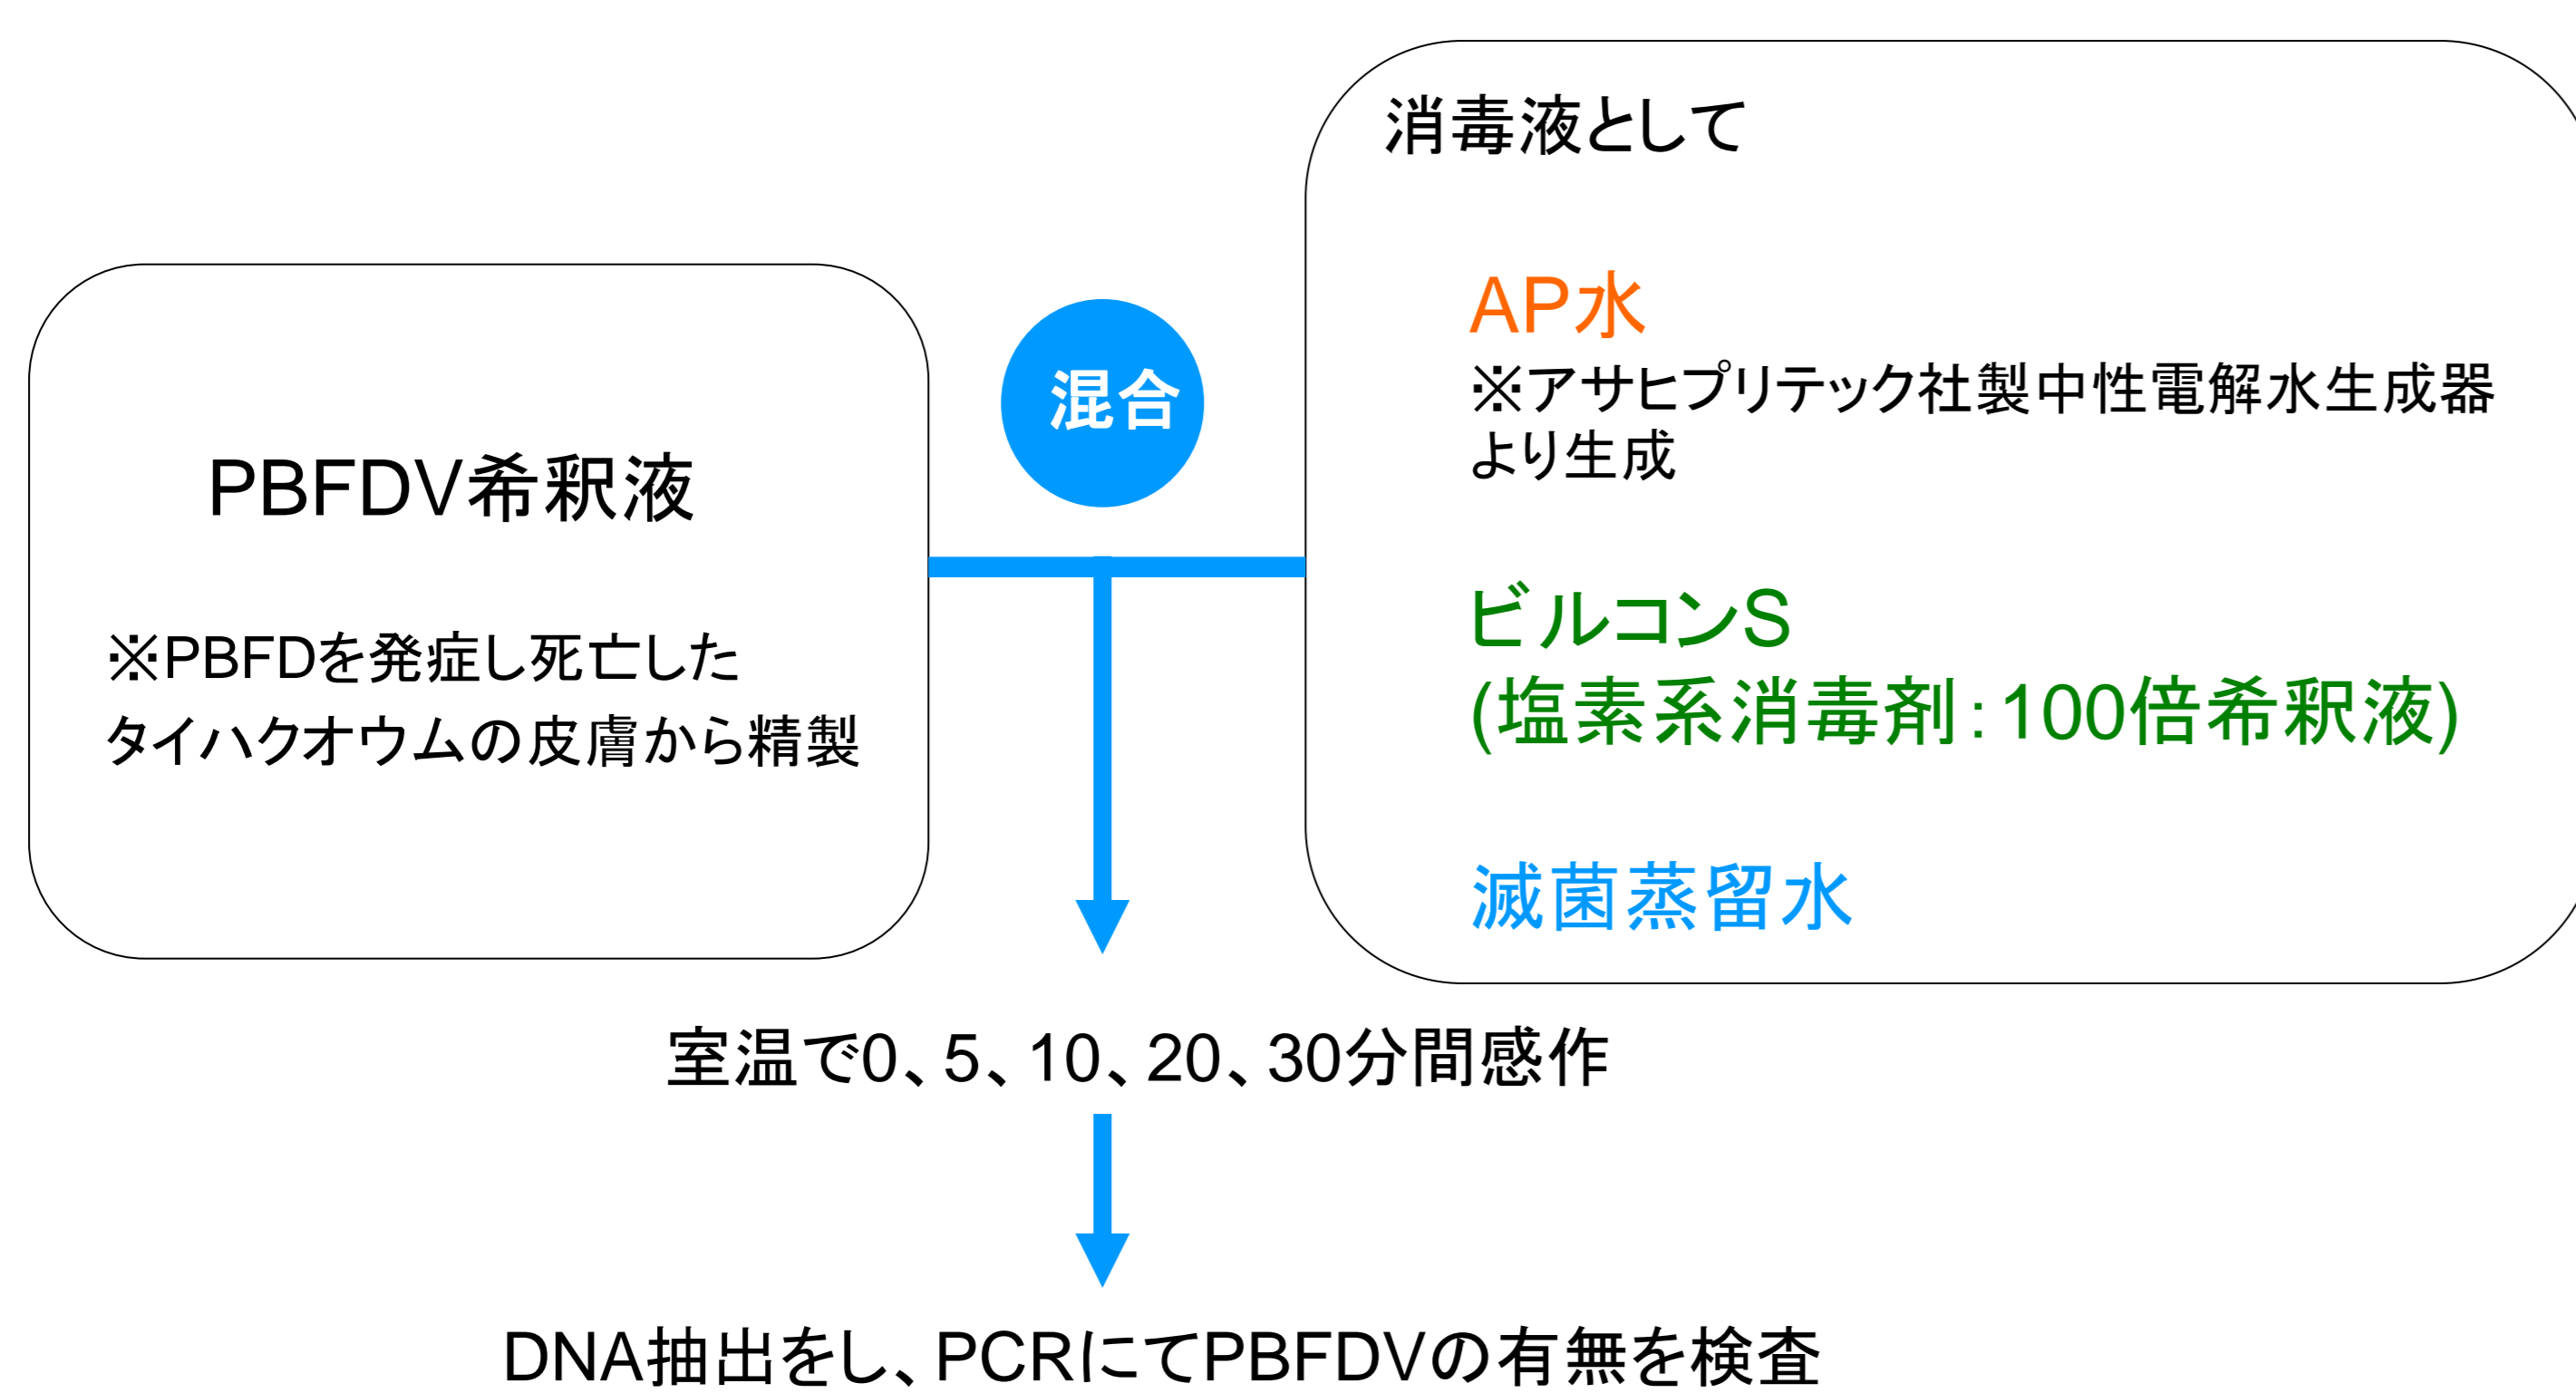 PBFDV希釈液
※PBFDを発症し死亡した
タイハクオウムの皮膚から精製
混合
消毒液として
AP水
※アサヒプリテック社製中性電解水生成器
より生成
ビルコンS
(塩素系消毒剤:100倍希釈液)
滅菌蒸留水
室温で0、5、10、20、30分間感作
DNA抽出をし、PCRにてPBFDVの有無を検査